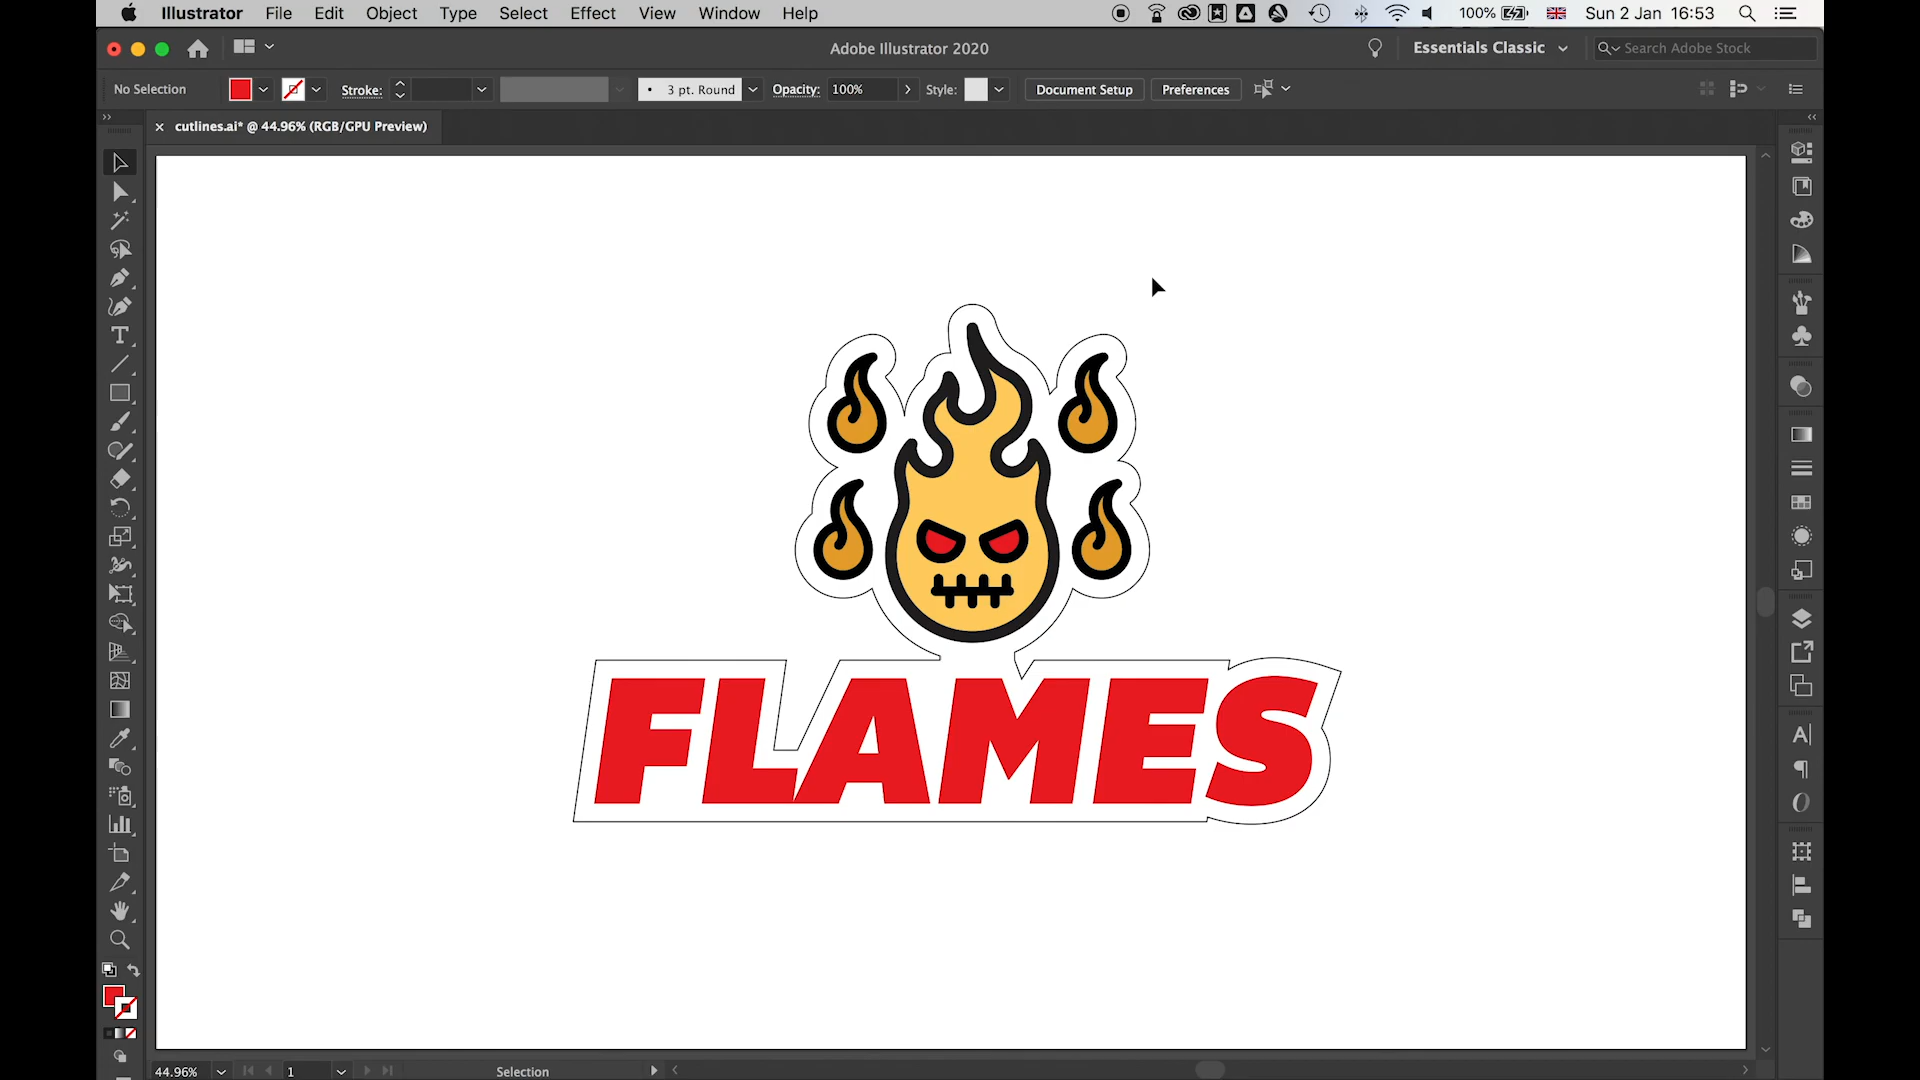 Illustrator File Edit Object Type Select Effect View Window Help 100% Sun 2 Jan 16:53
Adobe Illustrator 2020 Essentials Classic Search Adobe Stock
No Selection Stroke: 3 pt. Round Opacity: 100% Style: Document Setup Preferences
cutlines.ai* @ 44.96% (RGB/GPU Preview)
FLAMES
44.96% 1 Selection